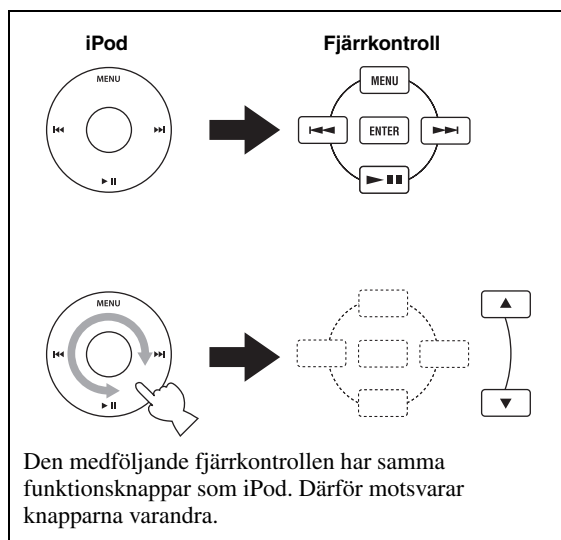 iPod Fjärrkontroll
MENU
MENU
ENTER
MENU
Den medföljande fjärrkontrollen har samma
funktionsknappar som iPod. Därför motsvarar
knapparna varandra.